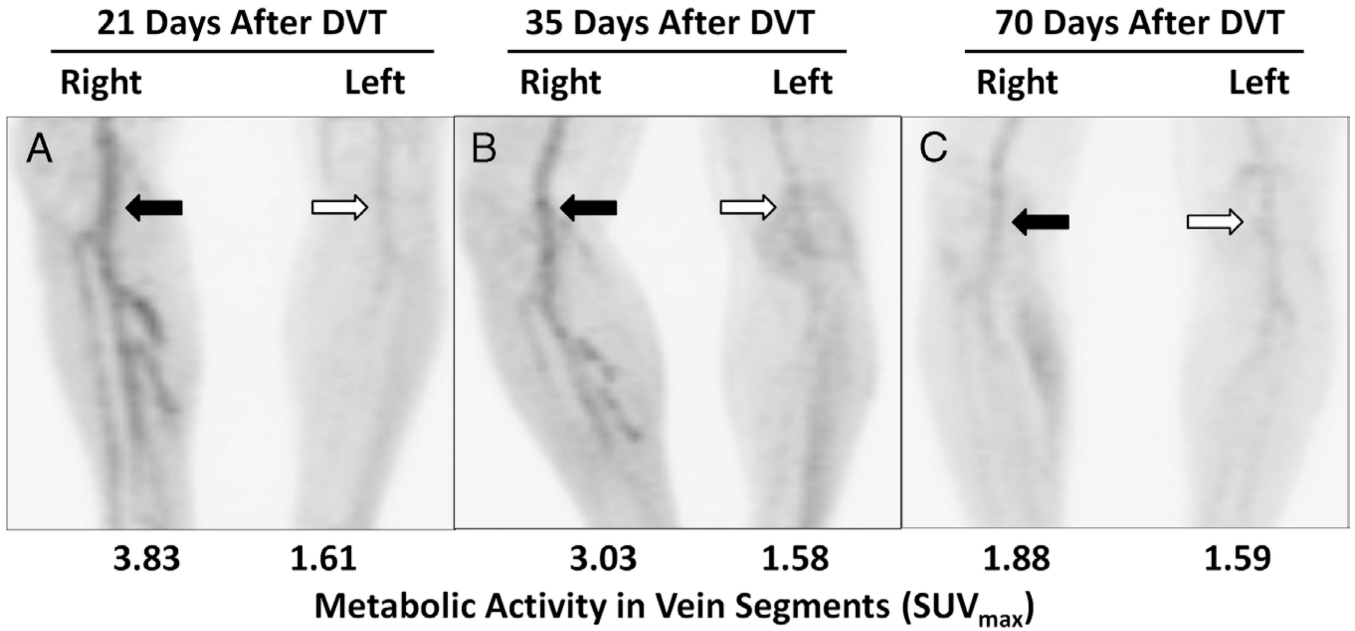 21 Days After DVT 35 Days After DVT 70 Days After DVT
Right Left Right Left Right Left
A B C
3.83 1.61 3.03 1.58 1.88 1.59
Metabolic Activity in Vein Segments (SUVmax)